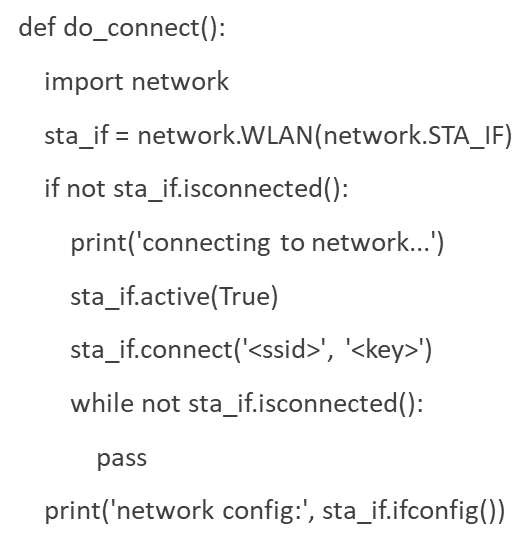 def do_connect():
import network
sta_if = network.WLAN(network.STA_IF)
if not sta_if.isconnected():
print('connecting to network...')
sta_if.active(True)
sta_if.connect('<ssid>', '<key>')
while not sta_if.isconnected():
pass
print('network config:', sta_if.ifconfig())